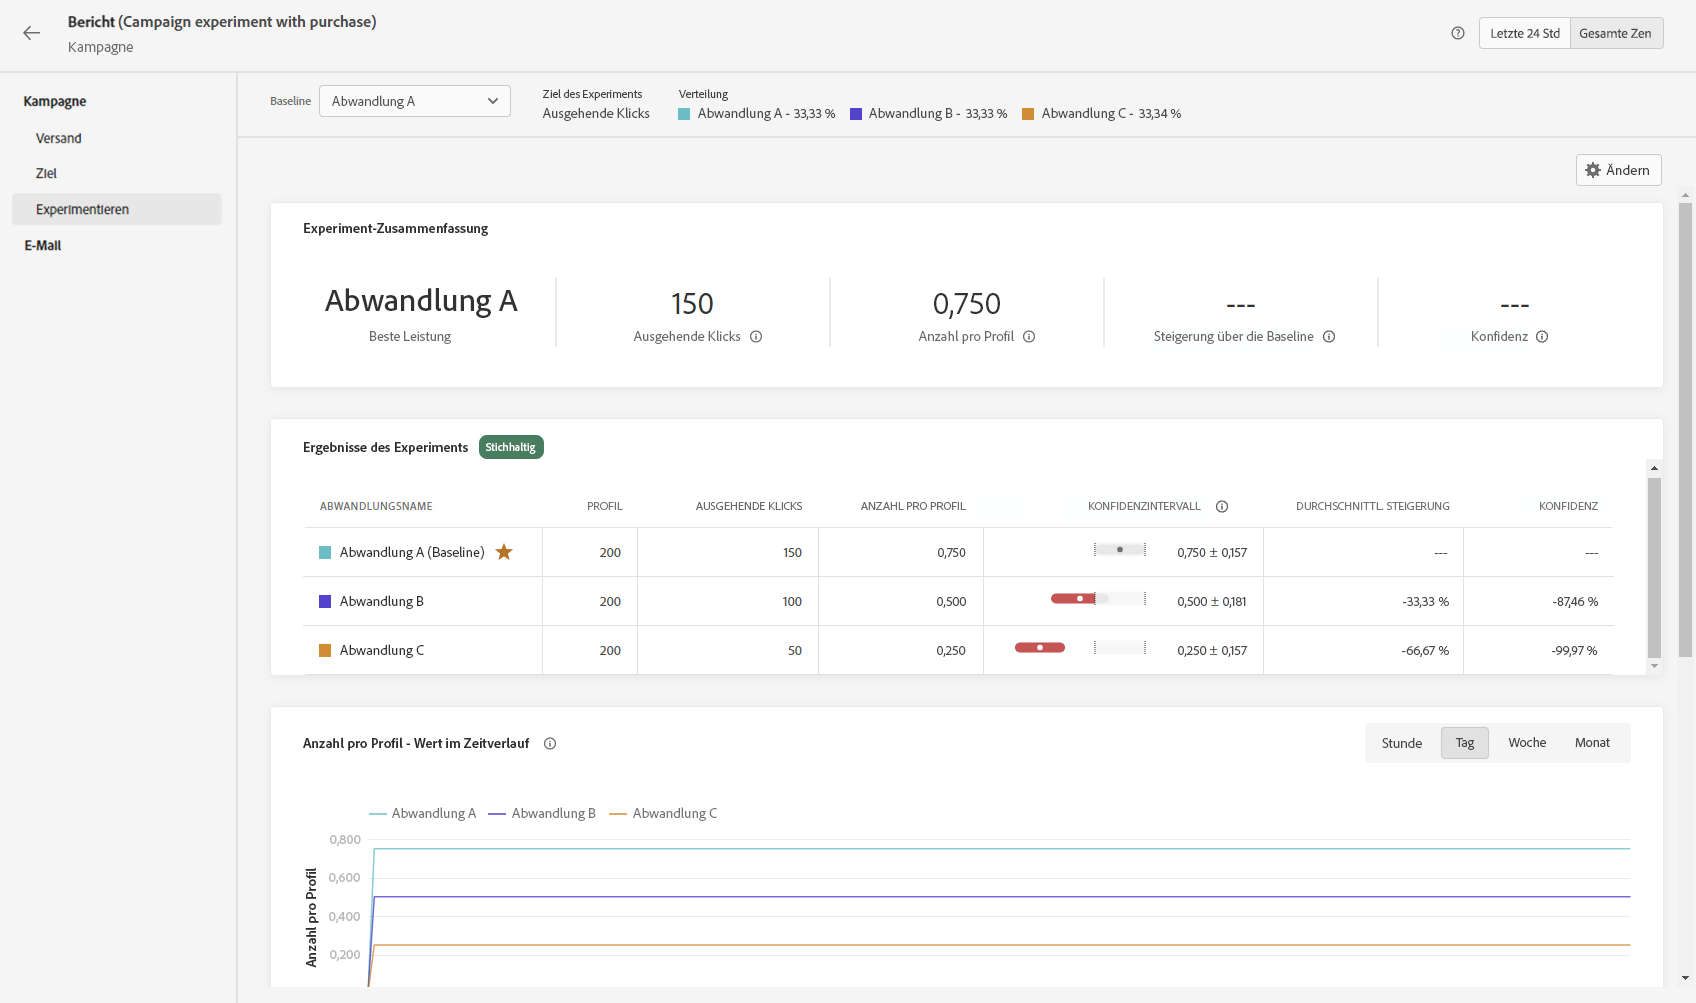 Bericht (Campaign experiment with purchase)
Kampagne
Letzte 24 Std
Gesamte Zen
Kampagne
Versand
Ziel
Experimentieren
E-Mail
Baseline
Abwandlung A
Ziel des Experiments
Ausgehende Klicks
Verteilung
Abwandlung A - 33,33 %
Abwandlung B - 33,33 %
Abwandlung C - 33,34 %
Ändern
Experiment-Zusammenfassung
Abwandlung A
Beste Leistung
150
Ausgehende Klicks
0,750
Anzahl pro Profil
---
Steigerung über die Baseline
---
Konfidenz
Ergebnisse des Experiments
Stichhaltig
ABWANDLUNGSNAME PROFIL AUSGEHENDE KLICKS ANZAHL PRO PROFIL KONFIDENZINTERVALL DURCHSCHNITTL. STEIGERUNG KONFIDENZ
Abwandlung A (Baseline) 200 150 0,750 0,750 ± 0,157 --- ---
Abwandlung B 200 100 0,500 0,500 ± 0,181 -33,33 % -87,46 %
Abwandlung C 200 50 0,250 0,250 ± 0,157 -66,67 % -99,97 %
Anzahl pro Profil - Wert im Zeitverlauf
Stunde
Tag
Woche
Monat
Abwandlung A
Abwandlung B
Abwandlung C
0,800
0,600
0,400
0,200
Anzahl pro Profil